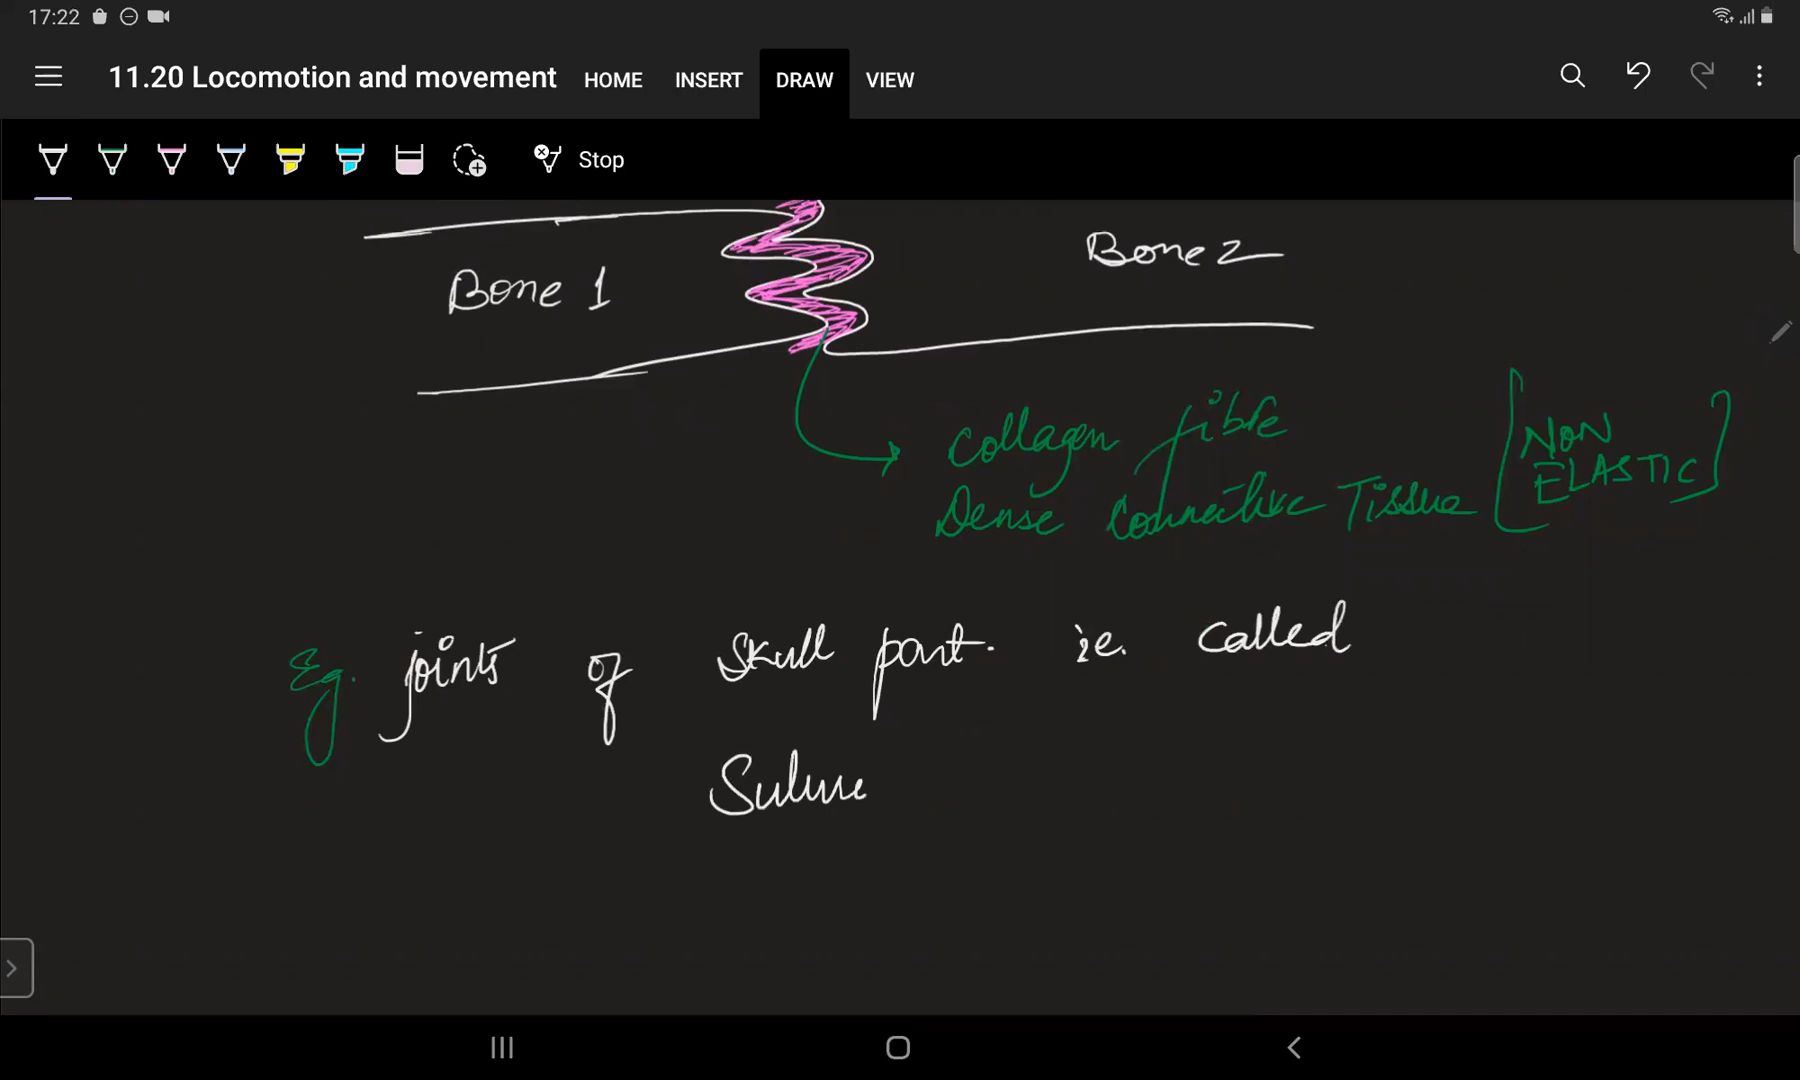 17:22
11.20 Locomotion and movement HOME INSERT DRAW VIEW
Stop
Bone 1
Bone 2
Collagen fibre
Dense Connective Tissue [NON ELASTIC]
Eg. joints of Skull part. ie. called
Suture